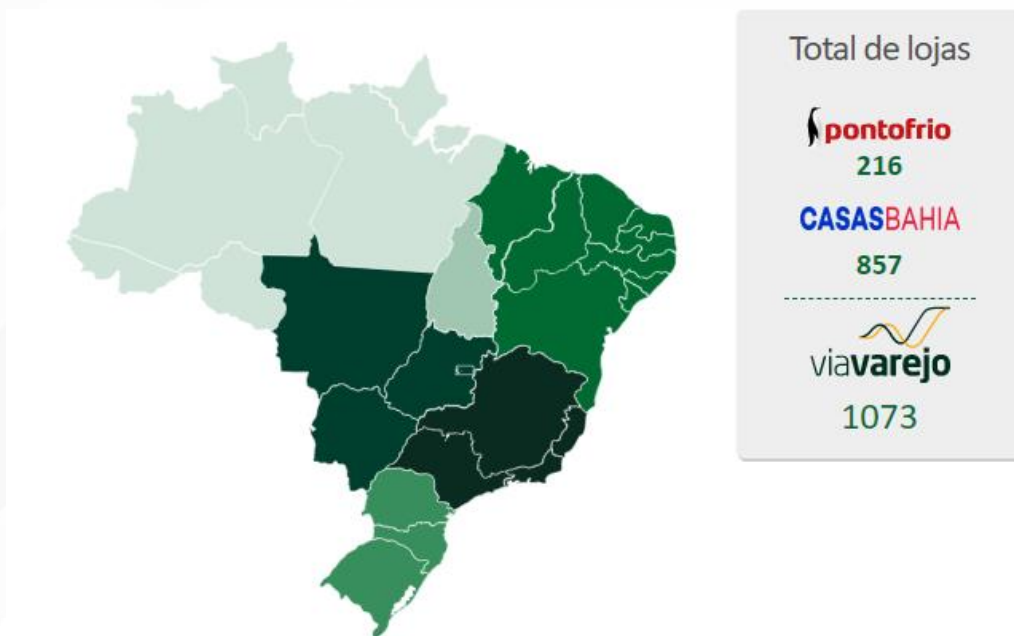 Total de lojas
pontofrio
216
CASASBAHIA
857
viavarejo
1073